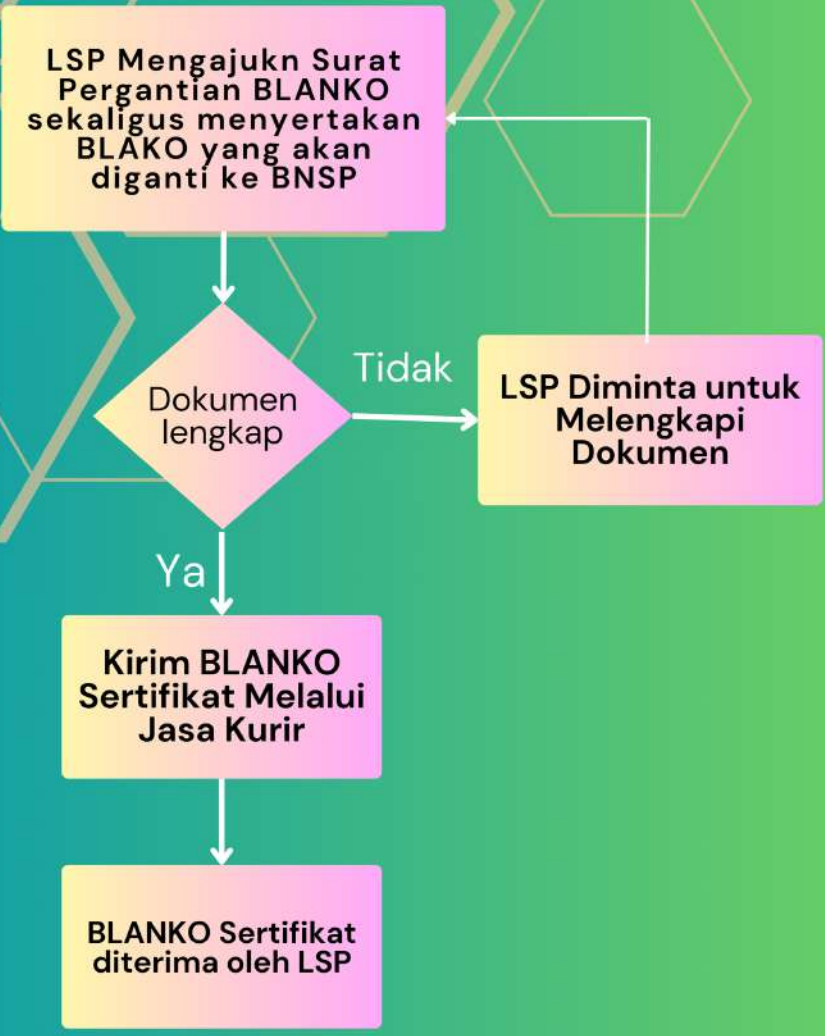 LSP Mengajukn Surat
Pergantian BLANKO
sekaligus menyertakan
BLAKO yang akan
diganti ke BNSP
Dokumen
lengkap
Tidak
LSP Diminta untuk
Melengkapi
Dokumen
Ya
Kirim BLANKO
Sertifikat Melalui
Jasa Kurir
BLANKO Sertifikat
diterima oleh LSP